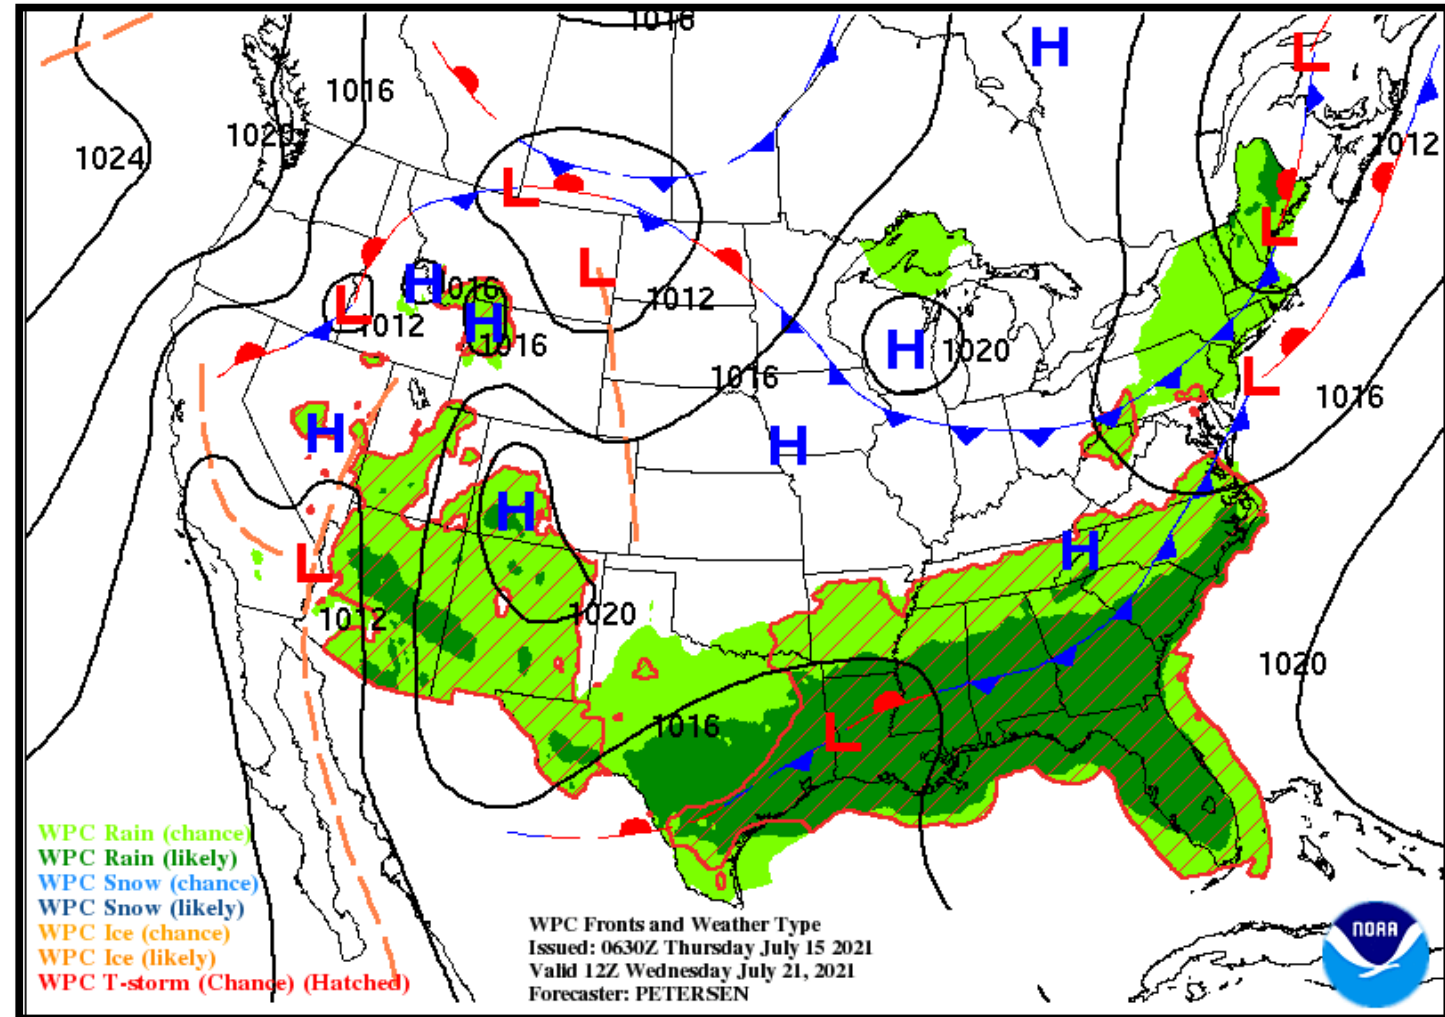 1016
H
L
1016
1024
1020
1012
L
L
H
1016
L
L
1012
H
1012
H
1016
H
1020
L
1016
1016
H
H
H
H
L
1012
1020
1020
1016
L
WPC Rain (chance)
WPC Rain (likely)
WPC Snow (chance)
WPC Snow (likely)
WPC Ice (chance)
WPC Ice (likely)
WPC T-storm (Chance) (Hatched)
WPC Fronts and Weather Type
Issued: 0630Z Thursday July 15 2021
Valid 12Z Wednesday July 21, 2021
Forecaster: PETERSEN
NOAA